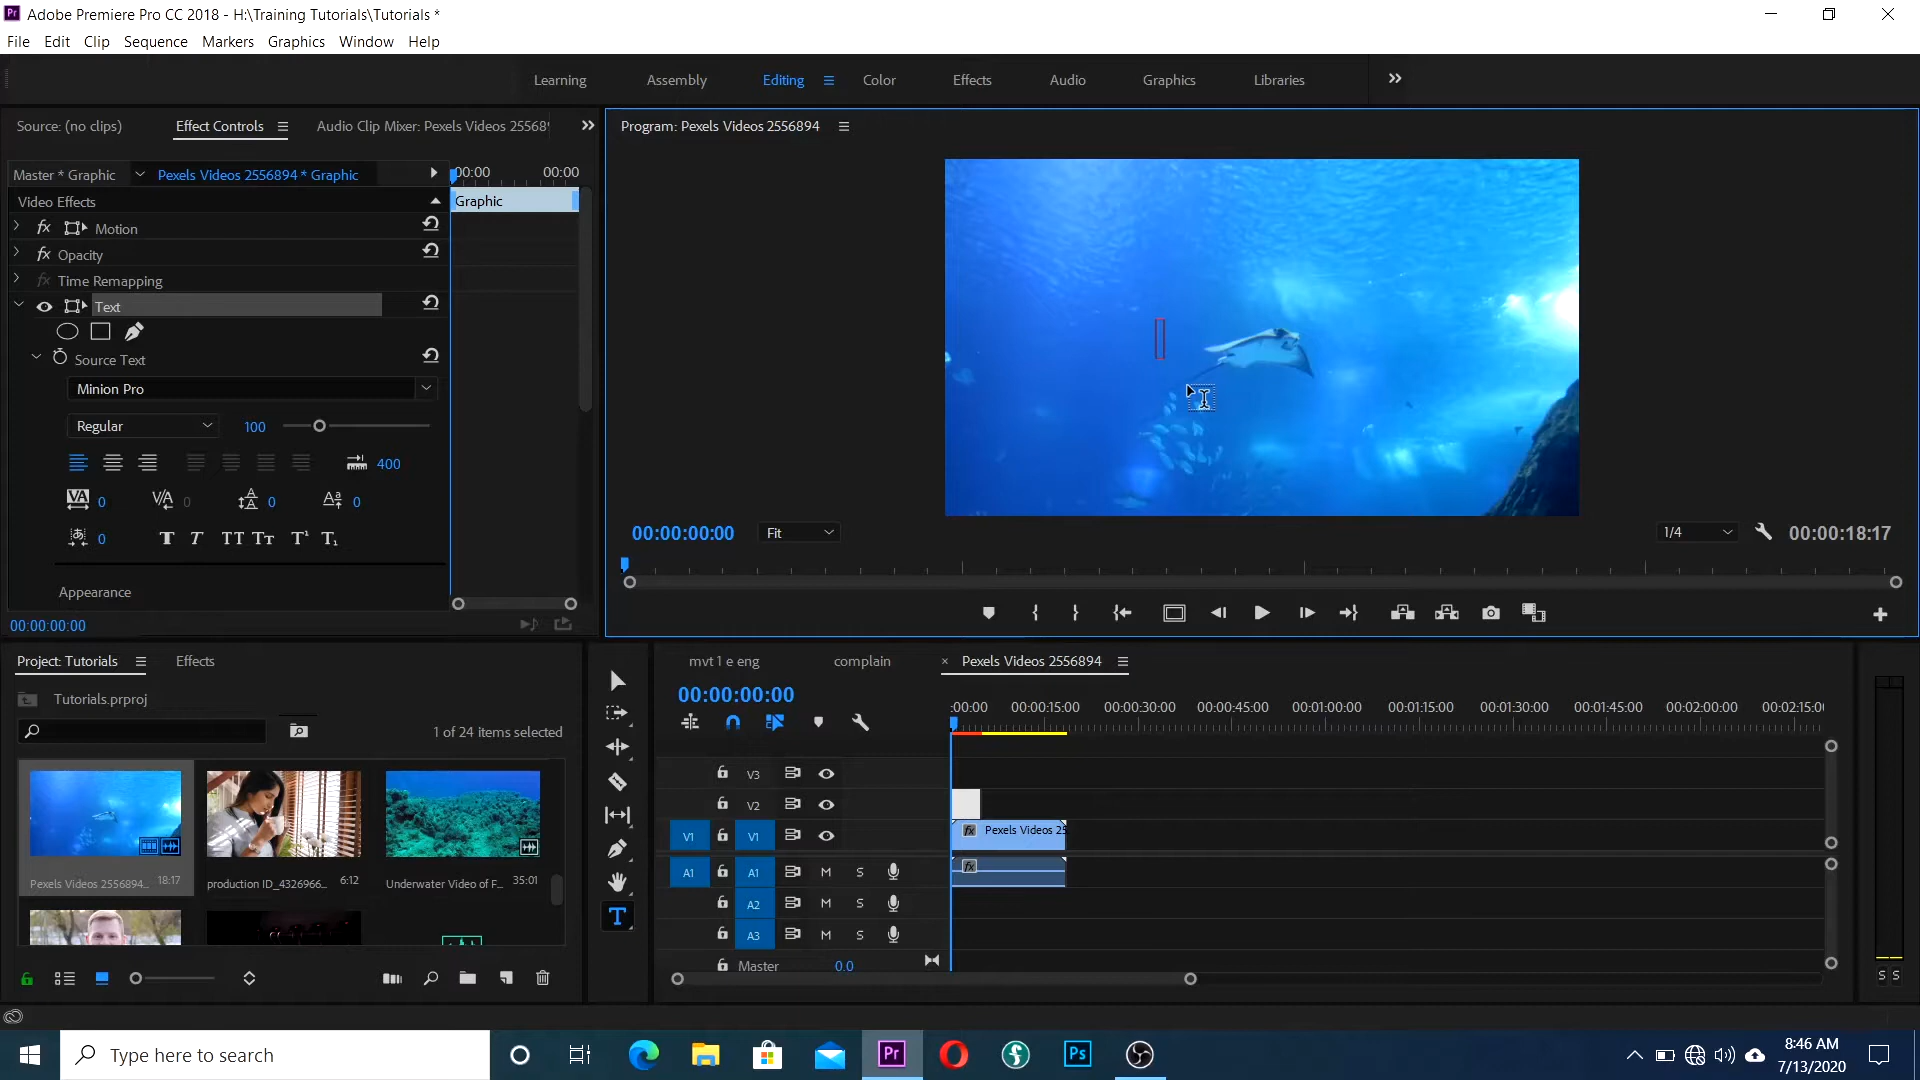 Adobe Premiere Pro CC 2018 - H:\Training Tutorials\Tutorials *
File Edit Clip Sequence Markers Graphics Window Help
Learning Assembly Editing Color Effects Audio Graphics Libraries
Source: (no clips) Effect Controls Audio Clip Mixer: Pexels Videos 25568
Program: Pexels Videos 2556894
Master * Graphic Pexels Videos 2556894 * Graphic
00:00 00:00
Video Effects
Graphic
fx Motion
fx Opacity
fx Time Remapping
Text
Source Text
Minion Pro
Regular 100
400
0 0 0 0
0
Appearance
00:00:00:00
00:00:00:00 Fit 1/4 00:00:18:17
Project: Tutorials Effects
Tutorials.prproj
1 of 24 items selected
Pexels Videos 2556894... 18:17
production ID_4326966... 6:12
Underwater Video of F... 35:01
mvt 1 e eng complain × Pexels Videos 2556894
00:00:00:00
:00:00 00:00:15:00 00:00:30:00 00:00:45:00 00:01:00:00 00:01:15:00 00:01:30:00 00:01:45:00 00:02:00:00 00:02:15:0
V3
V2
V1 V1 fx Pexels Videos 25
A1 A1 M S fx
A2 M S
A3 M S
Master 0.0
S S
Type here to search
Pr
Ps
8:46 AM
7/13/2020